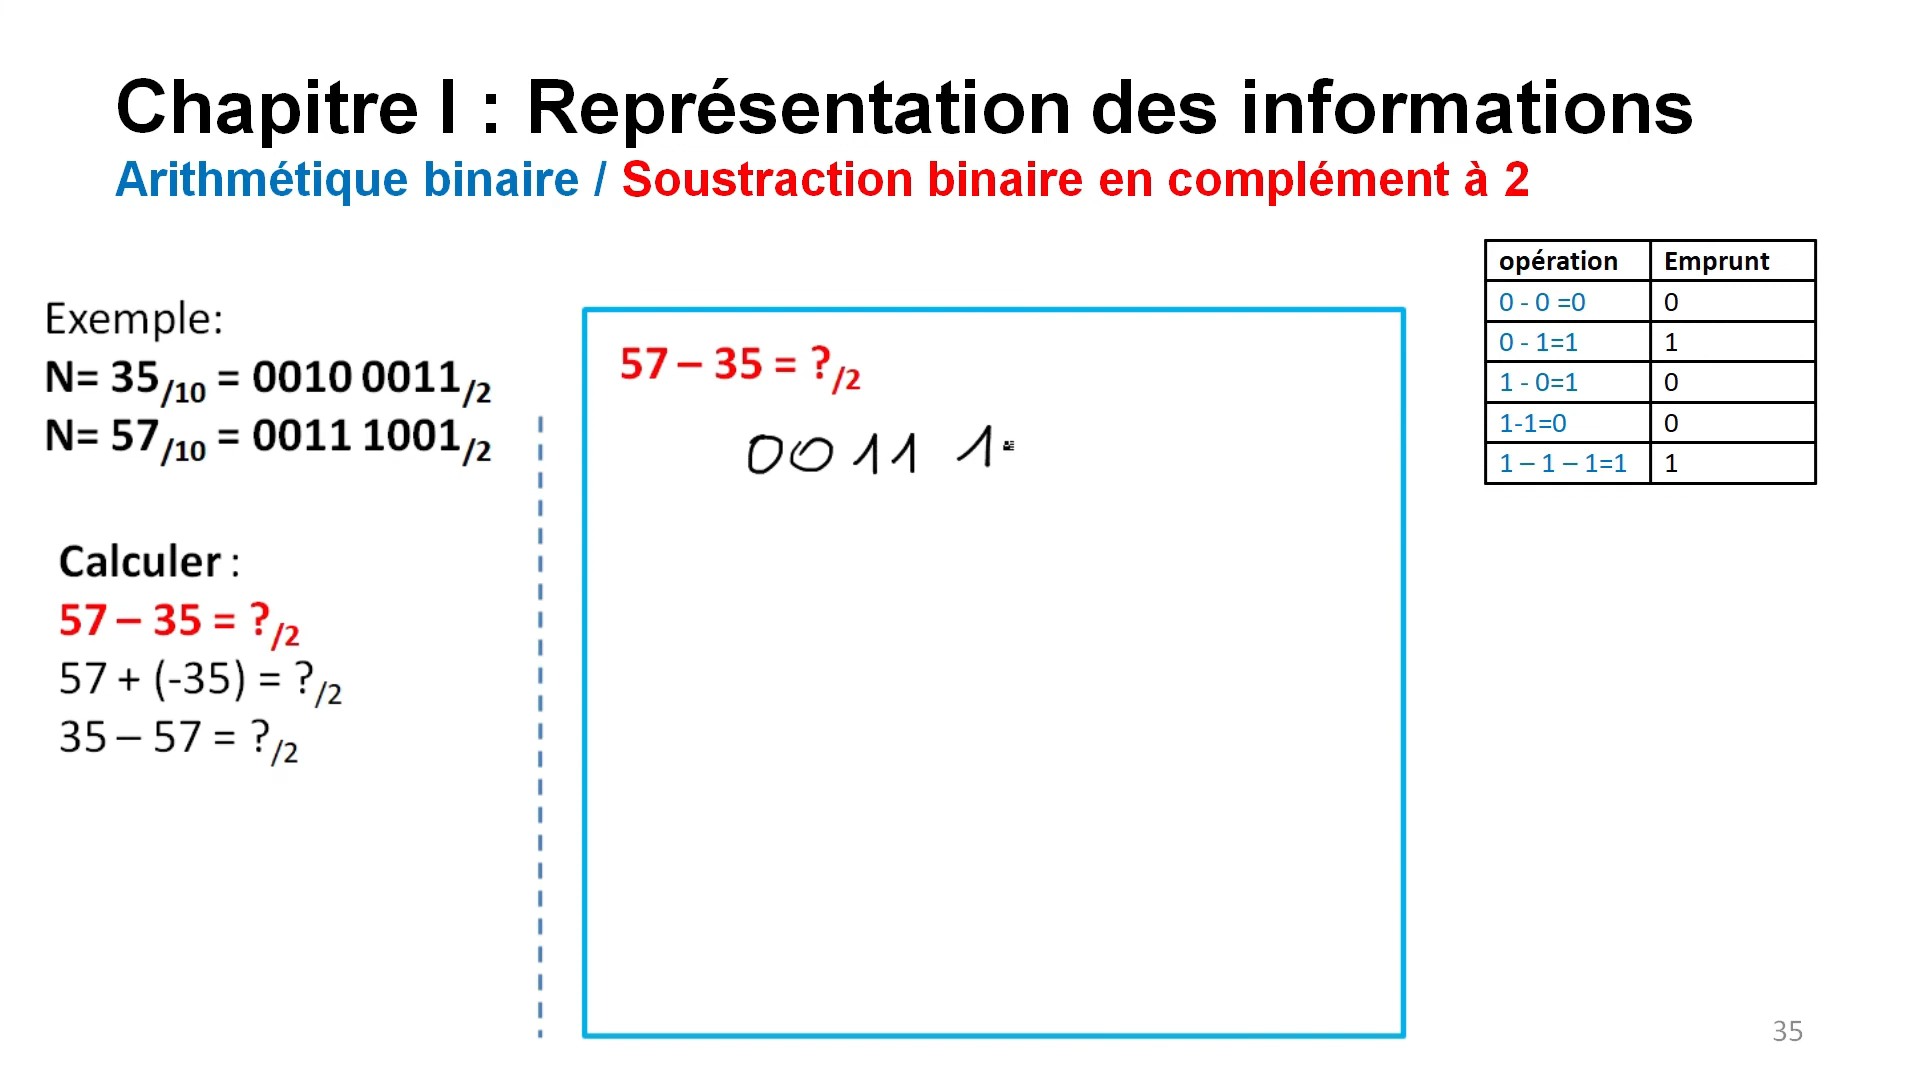 Chapitre I : Représentation des informations
Arithmétique binaire / Soustraction binaire en complément à 2
Exemple:
N= 35/10 = 0010 0011/2
N= 57/10 = 0011 1001/2
Calculer :
57 – 35 = ?/2
57 + (-35) = ?/2
35 – 57 = ?/2
57 – 35 = ?/2
0011 1
opération Emprunt
0 - 0 =0 0
0 - 1=1 1
1 - 0=1 0
1-1=0 0
1 – 1 – 1=1 1
35